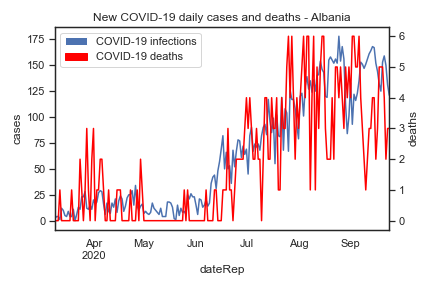 New COVID-19 daily cases and deaths - Albania
COVID-19 infections
COVID-19 deaths
cases
175
150
125
100
75
50
25
0
deaths
6
5
4
3
2
1
0
Apr
2020
May
Jun
Jul
Aug
Sep
dateRep